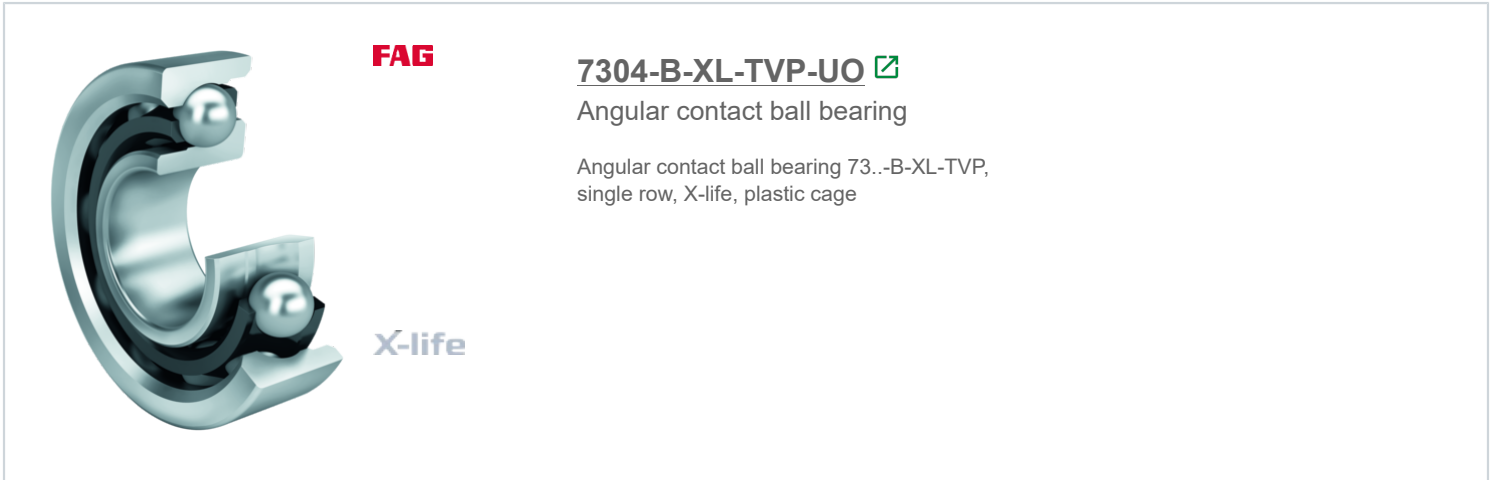 FAG
7304-B-XL-TVP-UO
Angular contact ball bearing
Angular contact ball bearing 73..-B-XL-TVP,
single row, X-life, plastic cage
X-life